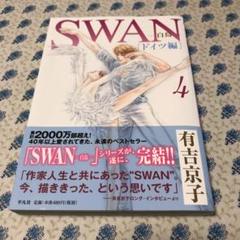 SWAN
白鳥
ドイツ編
4
累計2000万部超え!
40年以上愛されてきた、永遠のベストセラー
「SWAN-白鳥-」シリーズが、
遂に、完結!!
「作家人生と共にあった“SWAN”
今、描ききった、という思いです」
有吉京子
平凡社